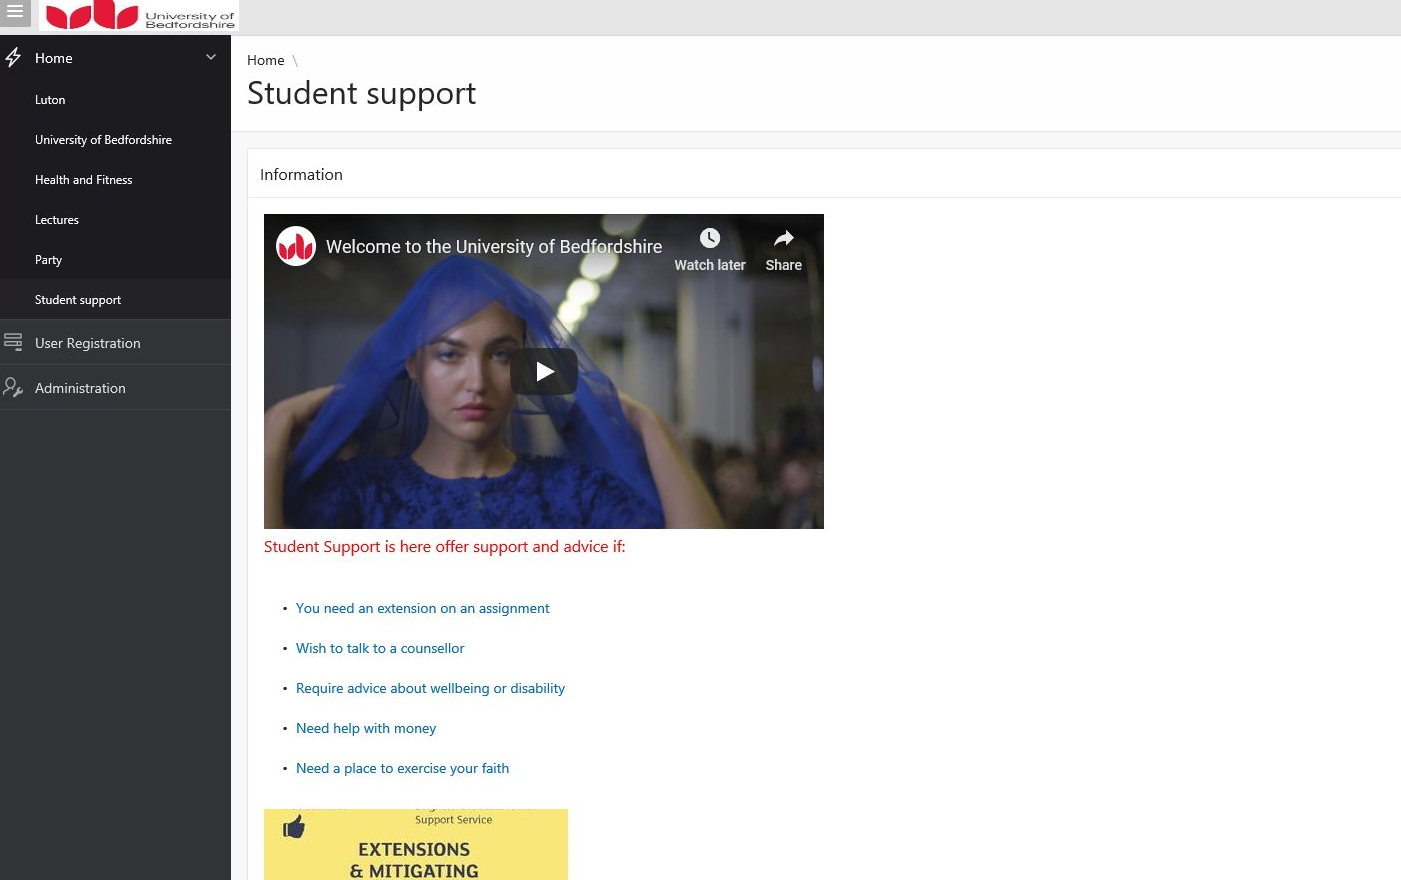 University of
Bedfordshire
Home
Luton
University of Bedfordshire
Health and Fitness
Lectures
Party
Student support
User Registration
Administration
Home \
Student support
Information
Welcome to the University of Bedfordshire
Watch later
Share
Student Support is here offer support and advice if:
• You need an extension on an assignment
• Wish to talk to a counsellor
• Require advice about wellbeing or disability
• Need help with money
• Need a place to exercise your faith
Support Service
EXTENSIONS
& MITIGATING